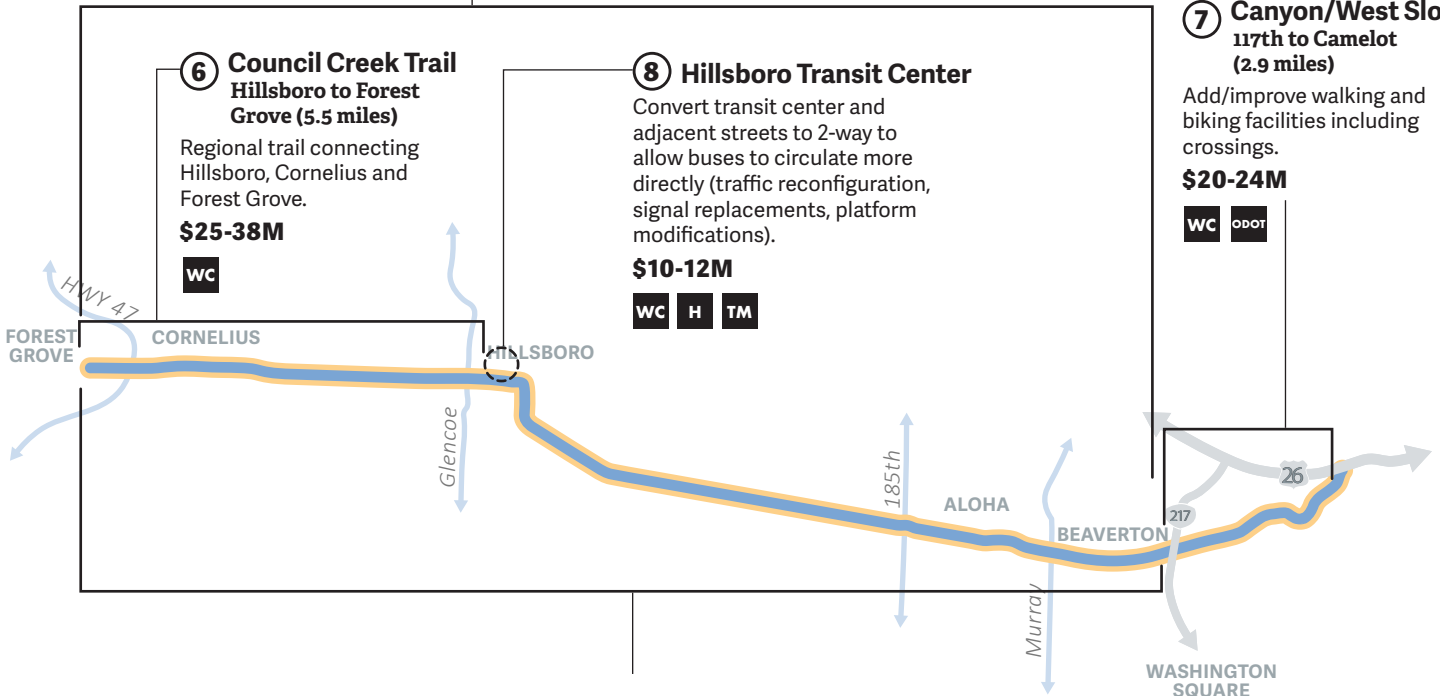 6 Council Creek Trail
Hillsboro to Forest
Grove (5.5 miles)
Regional trail connecting
Hillsboro, Cornelius and
Forest Grove.
$25-38M
WC
8 Hillsboro Transit Center
Convert transit center and
adjacent streets to 2-way to
allow buses to circulate more
directly (traffic reconfiguration,
signal replacements, platform
modifications).
$10-12M
WC H TM
7 Canyon/West Slo
117th to Camelot
(2.9 miles)
Add/improve walking and
biking facilities including
crossings.
$20-24M
WC ODOT
HWY 47
FOREST
GROVE
CORNELIUS
HILLSBORO
Glencoe
185th
ALOHA
Murray
BEAVERTON
217
26
WASHINGTON
SQUARE